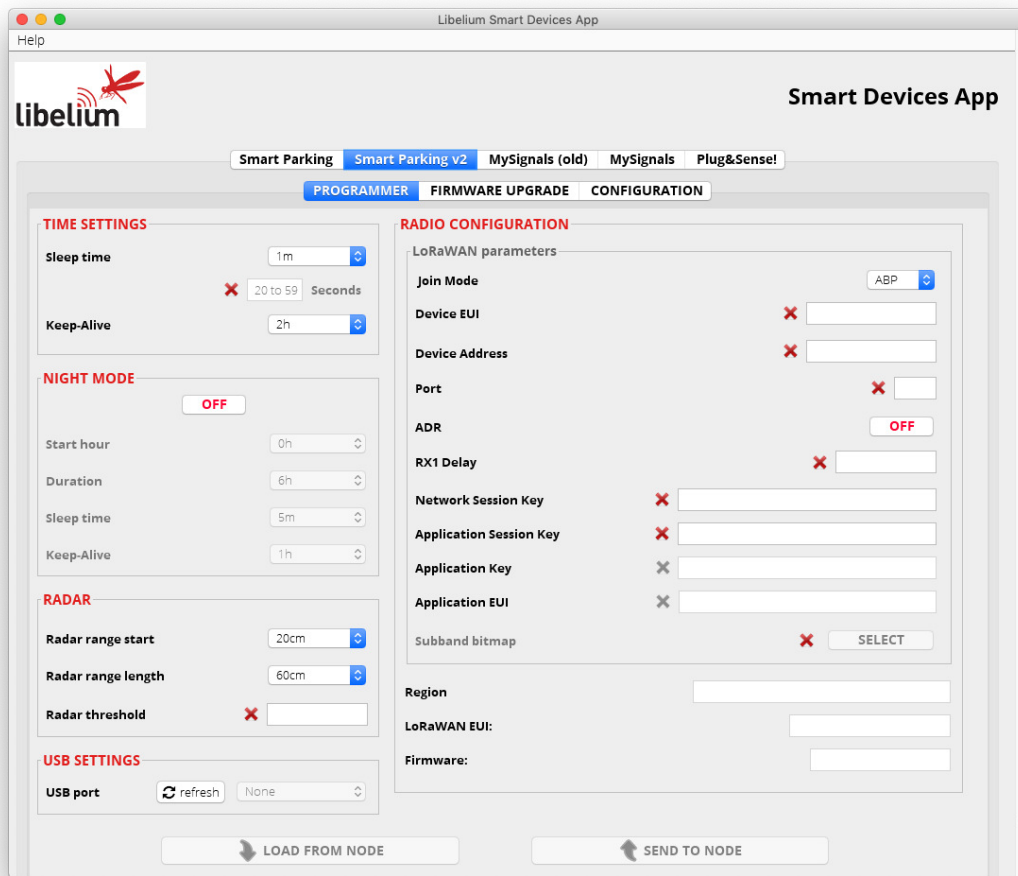 Libelium Smart Devices App
Help
libelium
Smart Devices App
Smart Parking Smart Parking v2 MySignals (old) MySignals Plug&Sense!
PROGRAMMER FIRMWARE UPGRADE CONFIGURATION
TIME SETTINGS
Sleep time 1m
20 to 59 Seconds
Keep-Alive 2h
NIGHT MODE
OFF
Start hour 0h
Duration 6h
Sleep time 5m
Keep-Alive 1h
RADAR
Radar range start 20cm
Radar range length 60cm
Radar threshold
USB SETTINGS
USB port refresh None
RADIO CONFIGURATION
LoRaWAN parameters
Join Mode ABP
Device EUI
Device Address
Port
ADR OFF
RX1 Delay
Network Session Key
Application Session Key
Application Key
Application EUI
Subband bitmap SELECT
Region
LoRaWAN EUI:
Firmware:
LOAD FROM NODE SEND TO NODE